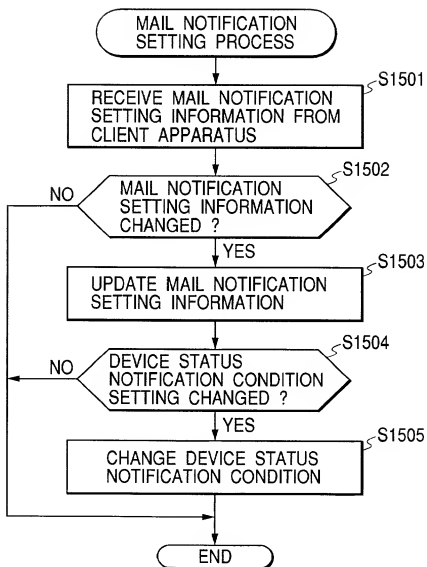 MAIL NOTIFICATION
SETTING PROCESS
S1501
RECEIVE MAIL NOTIFICATION
SETTING INFORMATION FROM
CLIENT APPARATUS
S1502
NO
MAIL NOTIFICATION
SETTING INFORMATION
CHANGED ?
YES
S1503
UPDATE MAIL NOTIFICATION
SETTING INFORMATION
S1504
NO
DEVICE STATUS
NOTIFICATION CONDITION
SETTING CHANGED ?
YES
S1505
CHANGE DEVICE STATUS
NOTIFICATION CONDITION
END